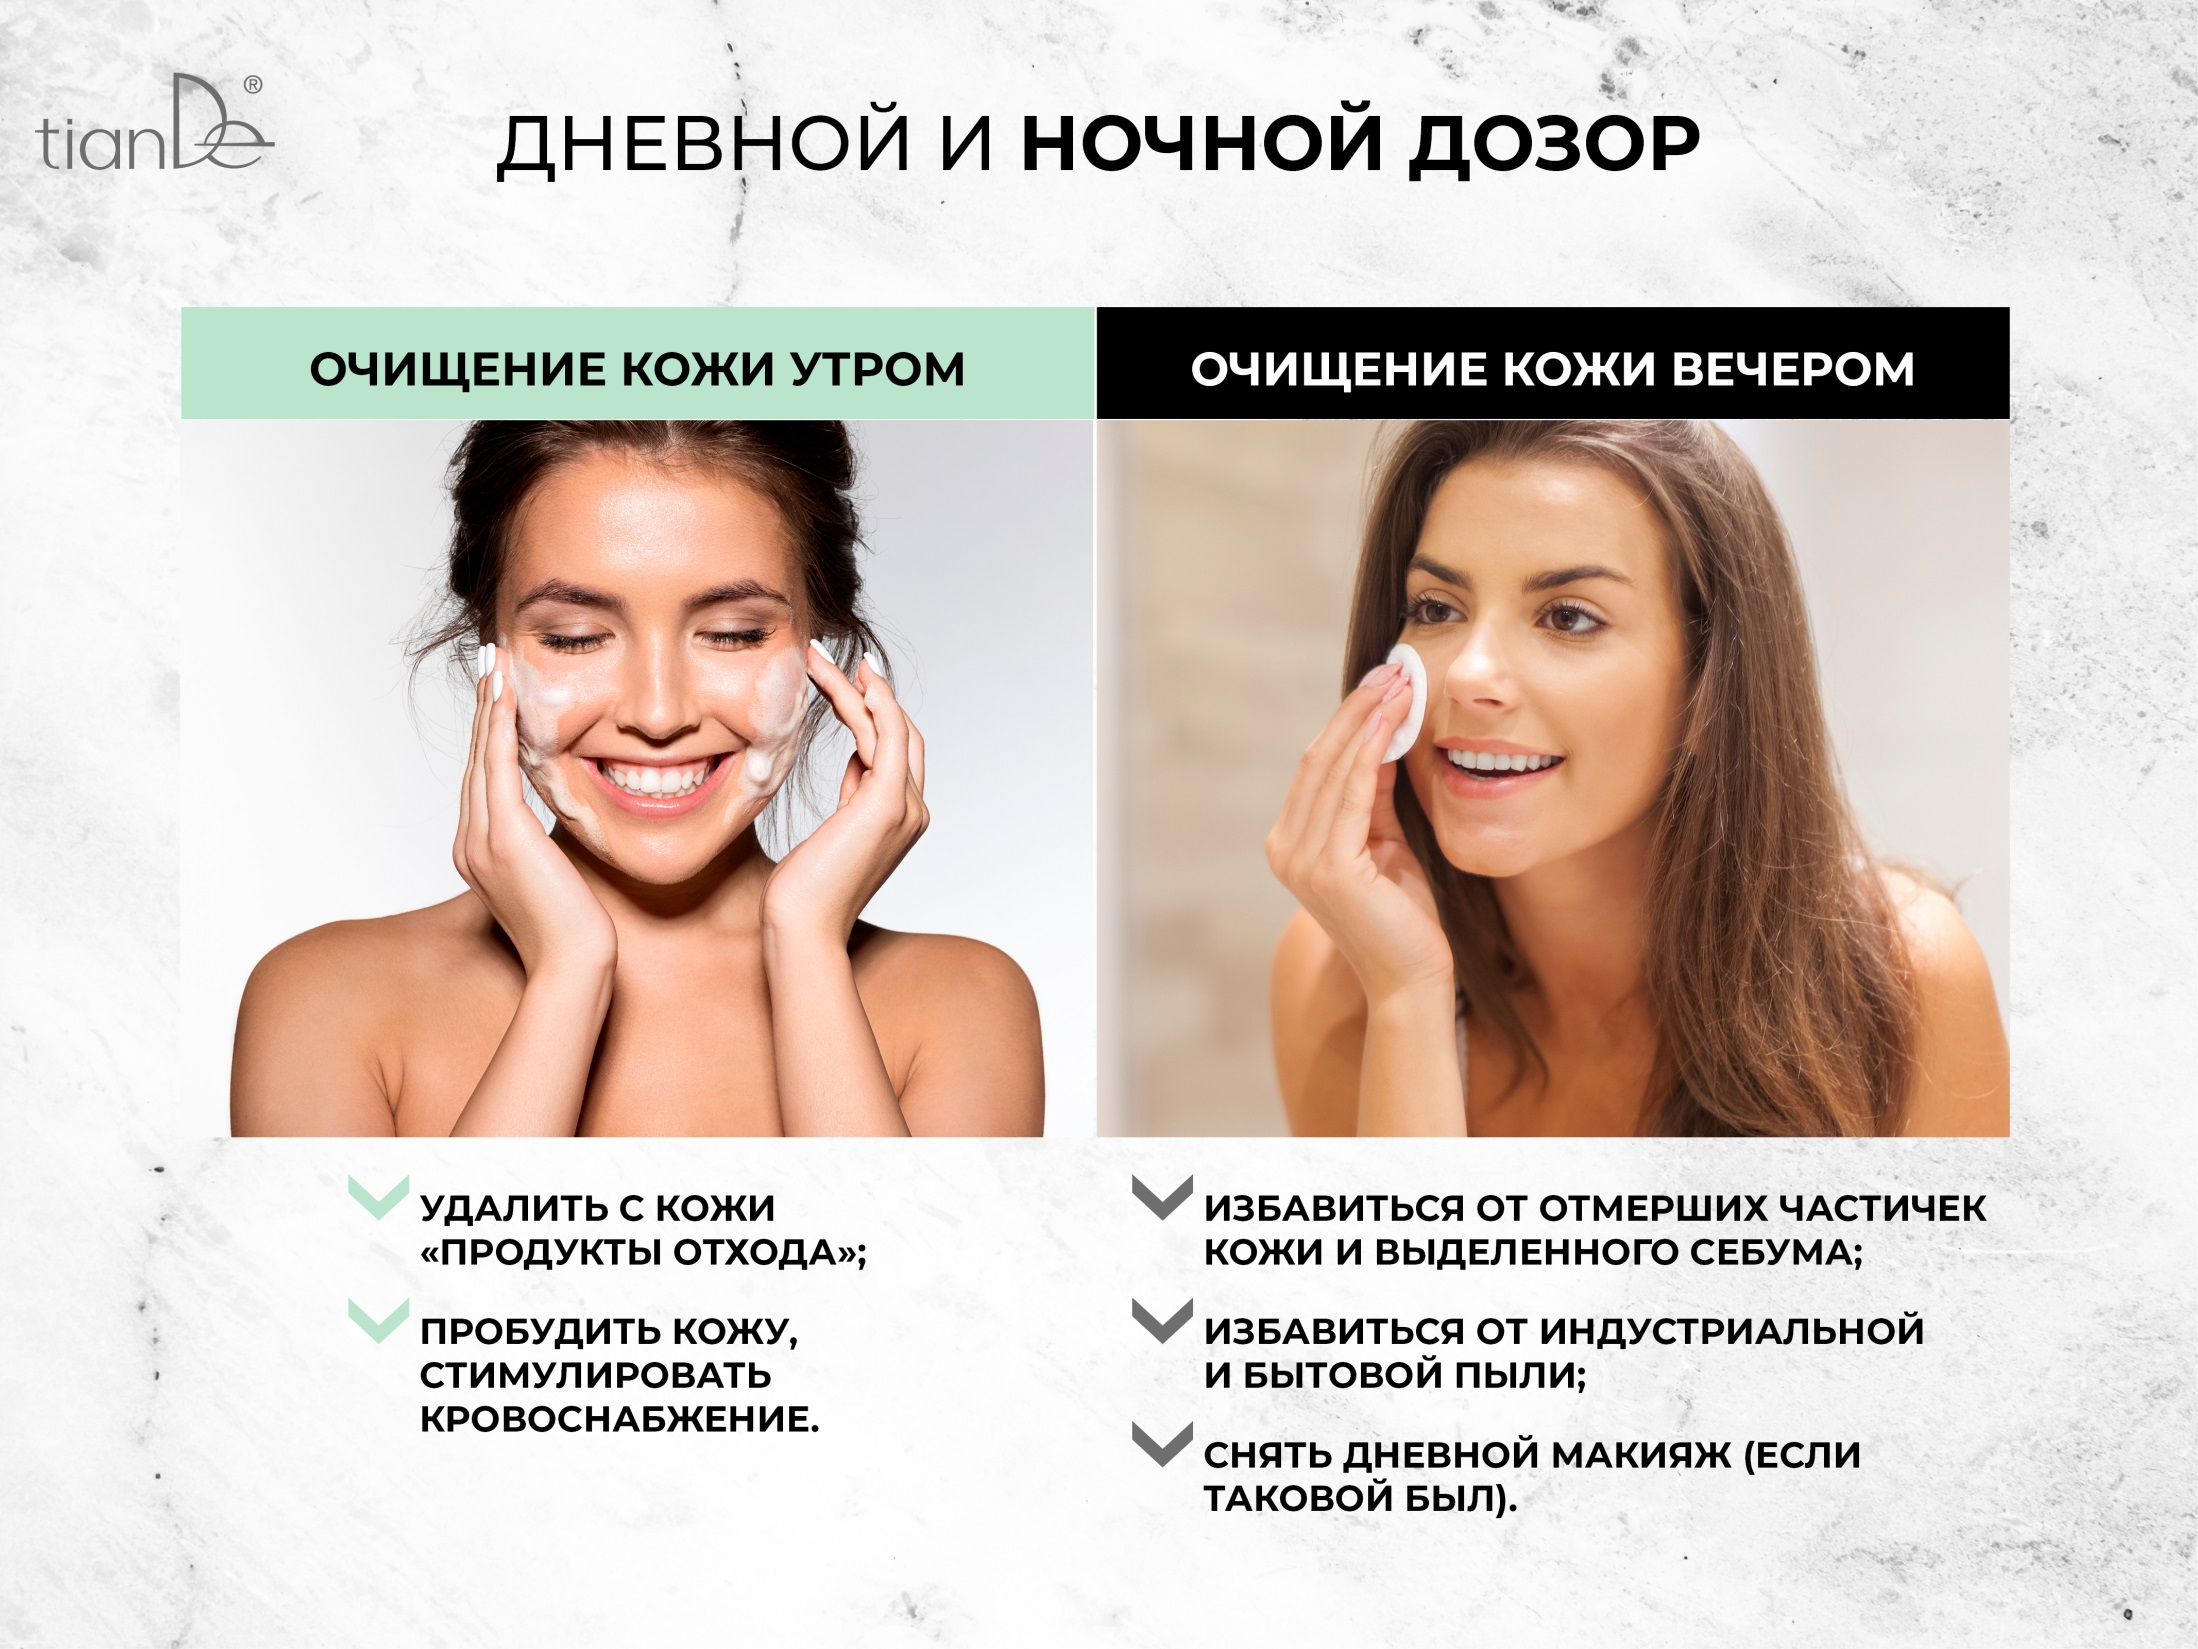 tianDe®
ДНЕВНОЙ И НОЧНОЙ ДОЗОР
ОЧИЩЕНИЕ КОЖИ УТРОМ
УДАЛИТЬ С КОЖИ
«ПРОДУКТЫ ОТХОДА»;
ПРОБУДИТЬ КОЖУ,
СТИМУЛИРОВАТЬ
КРОВОСНАБЖЕНИЕ.
ОЧИЩЕНИЕ КОЖИ ВЕЧЕРОМ
ИЗБАВИТЬСЯ ОТ ОТМЕРШИХ ЧАСТИЧЕК
КОЖИ И ВЫДЕЛЕННОГО СЕБУМА;
ИЗБАВИТЬСЯ ОТ ИНДУСТРИАЛЬНОЙ
И БЫТОВОЙ ПЫЛИ;
СНЯТЬ ДНЕВНОЙ МАКИЯЖ (ЕСЛИ
ТАКОВОЙ БЫЛ).